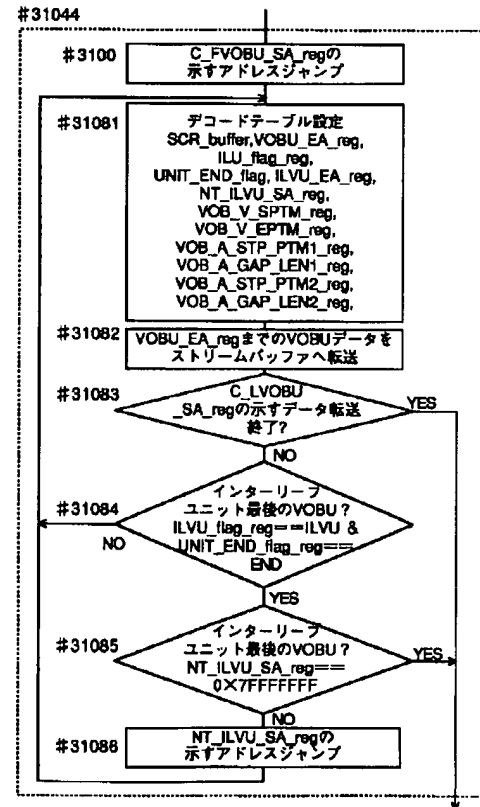 #31044
#3100
C_FVOBU_SA_regの
示すアドレスジャンプ
#31081
デコードテーブル設定
SCR_buffer,VOBU_EA_reg,
ILU_flag_reg,
UNIT_END_flag, ILVU_EA_reg,
NT_ILVU_SA_reg,
VOB_V_SPTM_reg,
VOB_V_EPTM_reg,
VOB_A_STP_PTM1_reg,
VOB_A_GAP_LEN1_reg,
VOB_A_STP_PTM2_reg,
VOB_A_GAP_LEN2_reg,
#31082
VOBU_EA_regまでのVOBUデータを
ストリームバッファへ転送
#31083
C_LVOBU
_SA_regの示すデータ転送
終了?
YES
NO
#31084
インターリーブ
ユニット最後のVOBU?
ILVU_flag_reg==ILVU &
UNIT_END_flag_reg==
END
NO
YES
#31085
インターリーブ
ユニット最後のVOBU?
NT_ILVU_SA_reg==
0×7FFFFFFF
YES
NO
#31086
NT_ILVU_SA_regの
示すアドレスジャンプ